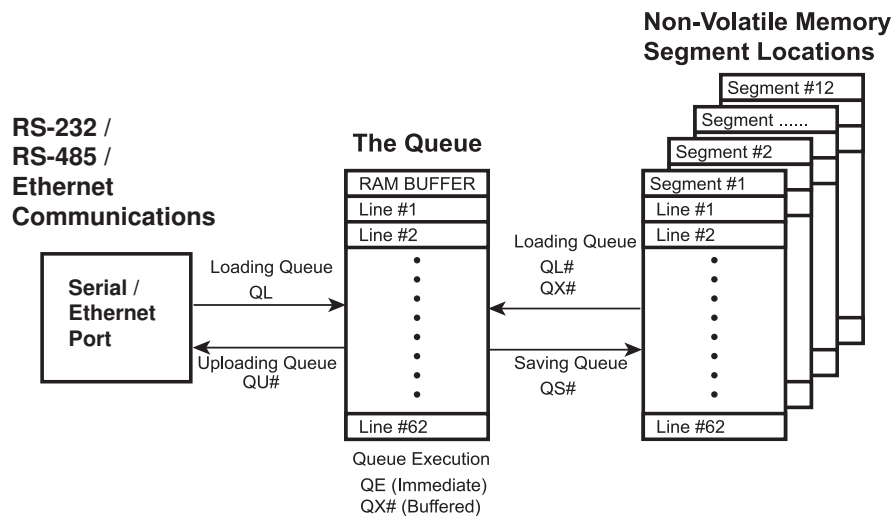 Non-Volatile Memory
Segment Locations
Segment #12
Segment ......
Segment #2
Segment #1
Line #1
Line #2
Line #62
RS-232 /
RS-485 /
Ethernet
Communications
The Queue
RAM BUFFER
Line #1
Line #2
Line #62
Serial /
Ethernet
Port
Loading Queue
QL
Uploading Queue
QU#
Loading Queue
QL#
QX#
Saving Queue
QS#
Queue Execution
QE (Immediate)
QX# (Buffered)